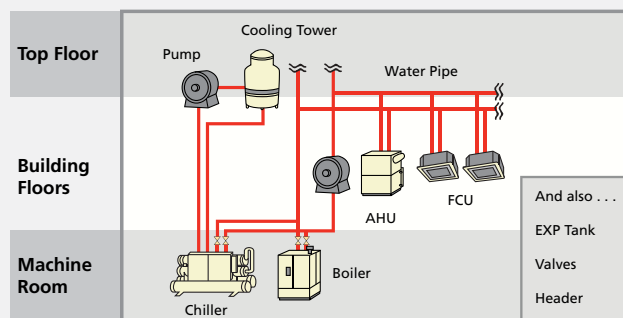 Top Floor
Cooling Tower
Pump
Water Pipe
Building
Floors
AHU
FCU
And also . . .
EXP Tank
Valves
Header
Machine
Room
Chiller
Boiler